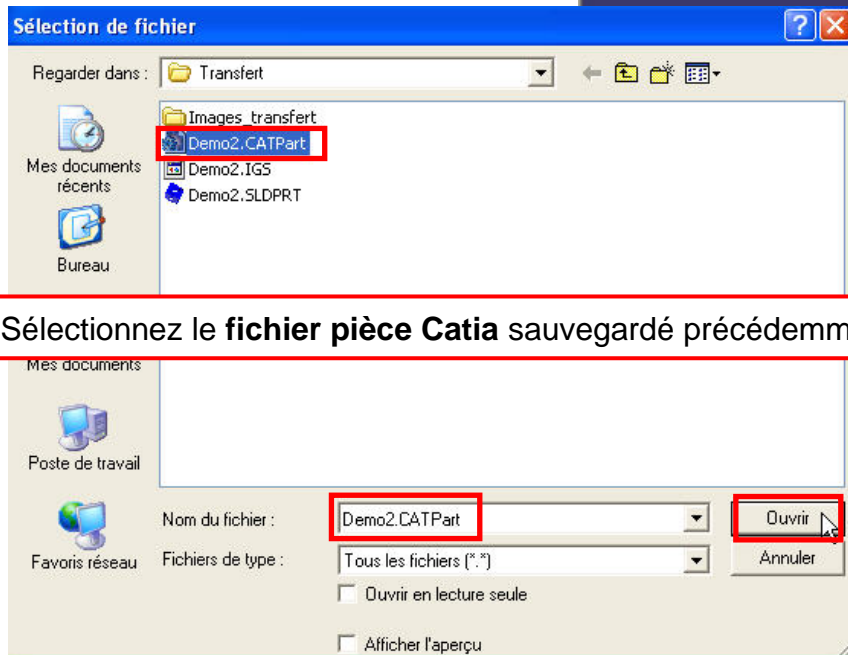 Sélection de fichier
Regarder dans :
Transfert
Images_transfert
Demo2.CATPart
Demo2.IGS
Demo2.SLDPRT
Mes documents
récents
Bureau
Sélectionnez le fichier pièce Catia sauvegardé précédemm
Mes documents
Poste de travail
Favoris réseau
Nom du fichier :
Demo2.CATPart
Ouvrir
Fichiers de type :
Tous les fichiers (*.*)
Annuler
Ouvrir en lecture seule
Afficher l'aperçu